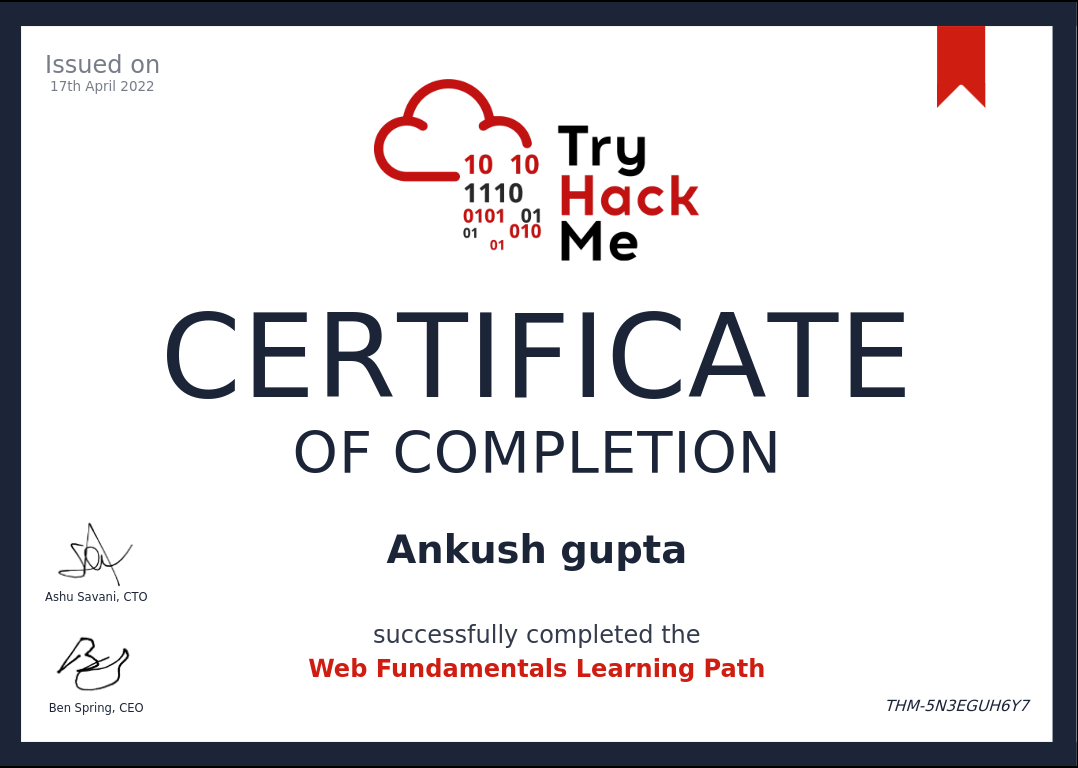 Issued on
17th April 2022
10 10
1110
0101 01
01 010
01
Try
Hack
Me
CERTIFICATE
OF COMPLETION
Ankush gupta
Ashu Savani, CTO
successfully completed the
Web Fundamentals Learning Path
Ben Spring, CEO
THM-5N3EGUH6Y7